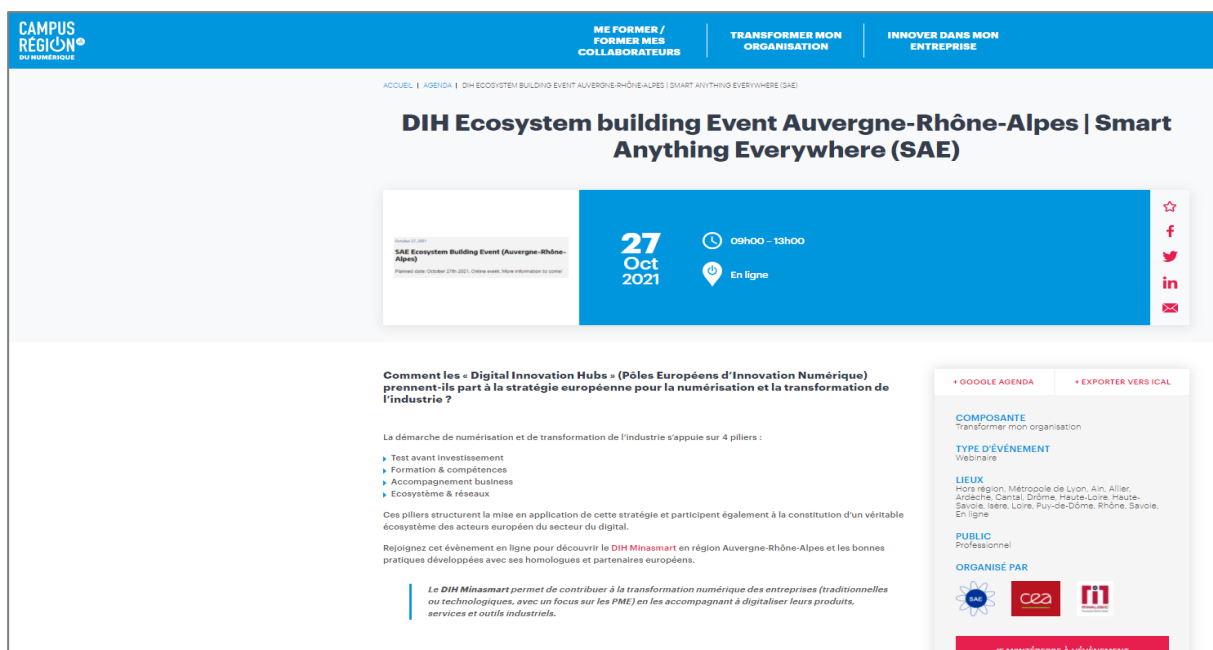 CAMPUS
RÉGION
DU NUMÉRIQUE
ME FORMER /
FORMER MES
COLLABORATEURS
TRANSFORMER MON
ORGANISATION
INNOVER DANS MON
ENTREPRISE
ACCUEIL | AGENDA | DIH ECOSYSTEM BUILDING EVENT AUVERGNE-RHÔNE-ALPES | SMART ANYTHING EVERYWHERE (SAE)
DIH Ecosystem building Event Auvergne-Rhône-Alpes | Smart
Anything Everywhere (SAE)
October 27, 2021
SAE Ecosystem Building Event (Auvergne-Rhône-
Alpes)
Planned date: October 27th 2021. Online event. More information to come!
27
Oct
2021
09h00 – 13h00
En ligne
Comment les « Digital Innovation Hubs » (Pôles Européens d'Innovation Numérique)
prennent-ils part à la stratégie européenne pour la numérisation et la transformation de
l'industrie ?
La démarche de numérisation et de transformation de l'industrie s'appuie sur 4 piliers :
Test avant investissement
Formation & compétences
Accompagnement business
Ecosystème & réseaux
Ces piliers structurent la mise en application de cette stratégie et participent également à la constitution d'un véritable
écosystème des acteurs européen du secteur du digital.
Rejoignez cet évènement en ligne pour découvrir le DIH Minasmart en région Auvergne-Rhône-Alpes et les bonnes
pratiques développées avec ses homologues et partenaires européens.
Le DIH Minasmart permet de contribuer à la transformation numérique des entreprises (traditionnelles
ou technologiques, avec un focus sur les PME) en les accompagnant à digitaliser leurs produits,
services et outils industriels.
+ GOOGLE AGENDA
+ EXPORTER VERS ICAL
COMPOSANTE
Transformer mon organisation
TYPE D'ÉVÉNEMENT
Webinaire
LIEUX
Hors région, Métropole de Lyon, Ain, Allier,
Ardèche, Cantal, Drôme, Haute-Loire, Haute-
Savoie, Isère, Loire, Puy-de-Dôme, Rhône, Savoie,
En ligne
PUBLIC
Professionnel
ORGANISÉ PAR
SAE
cea
MINALOGIC
JE M'INTÉRESSE À L'ÉVÉNEMENT